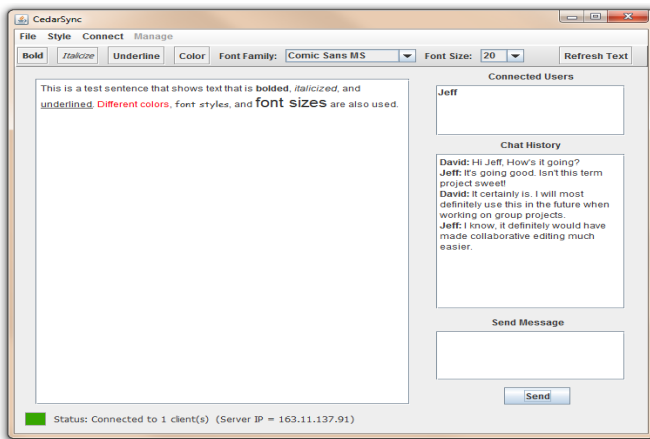 CedarSync
File Style Connect Manage
Bold Italicize Underline Color Font Family: Comic Sans MS Font Size: 20 Refresh Text
This is a test sentence that shows text that is bolded, italicized, and
underlined. Different colors, font styles, and font sizes are also used.
Connected Users
Jeff
Chat History
David: Hi Jeff, How's it going?
Jeff: It's going good. Isn't this term
project sweet!
David: It certainly is. I will most
definitely use this in the future when
working on group projects.
Jeff: I know, it definitely would have
made collaborative editing much
easier.
Send Message
Send
Status: Connected to 1 client(s) (Server IP = 163.11.137.91)